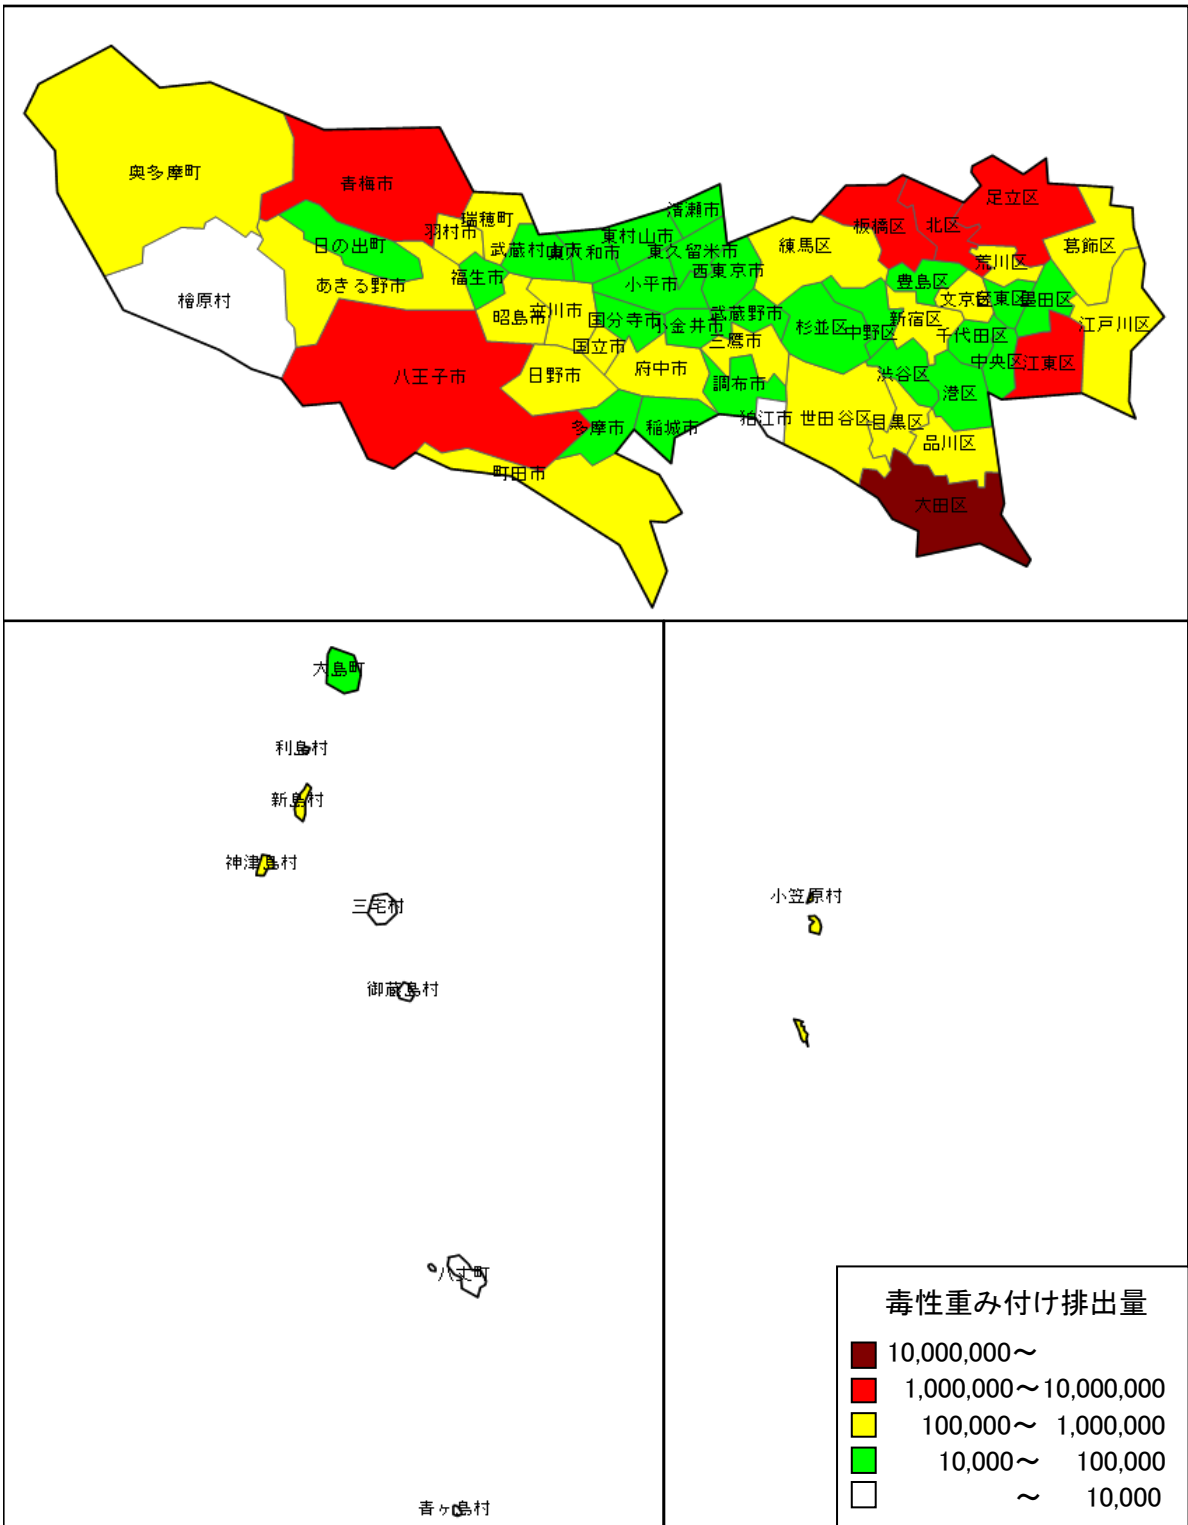 奥多摩町
青梅市
檜原村
日の出町
あきる野市
羽村市
瑞穂町
福生市
武蔵村山市
東大和市
東村山市
清瀬市
東久留米市
西東京市
小平市
昭島市
立川市
国分寺市
小金井市
武蔵野市
国立市
三鷹市
八王子市
日野市
府中市
調布市
狛江市
多摩市
稲城市
町田市
練馬区
板橋区
北区
足立区
葛飾区
荒川区
豊島区
文京区
台東区
墨田区
江戸川区
杉並区
中野区
新宿区
千代田区
渋谷区
中央区
江東区
港区
世田谷区
目黒区
品川区
大田区
大島町
利島村
新島村
神津島村
三宅村
御蔵島村
八丈町
青ヶ島村
小笠原村
毒性重み付け排出量
10,000,000～
1,000,000～10,000,000
100,000～ 1,000,000
10,000～ 100,000
～ 10,000